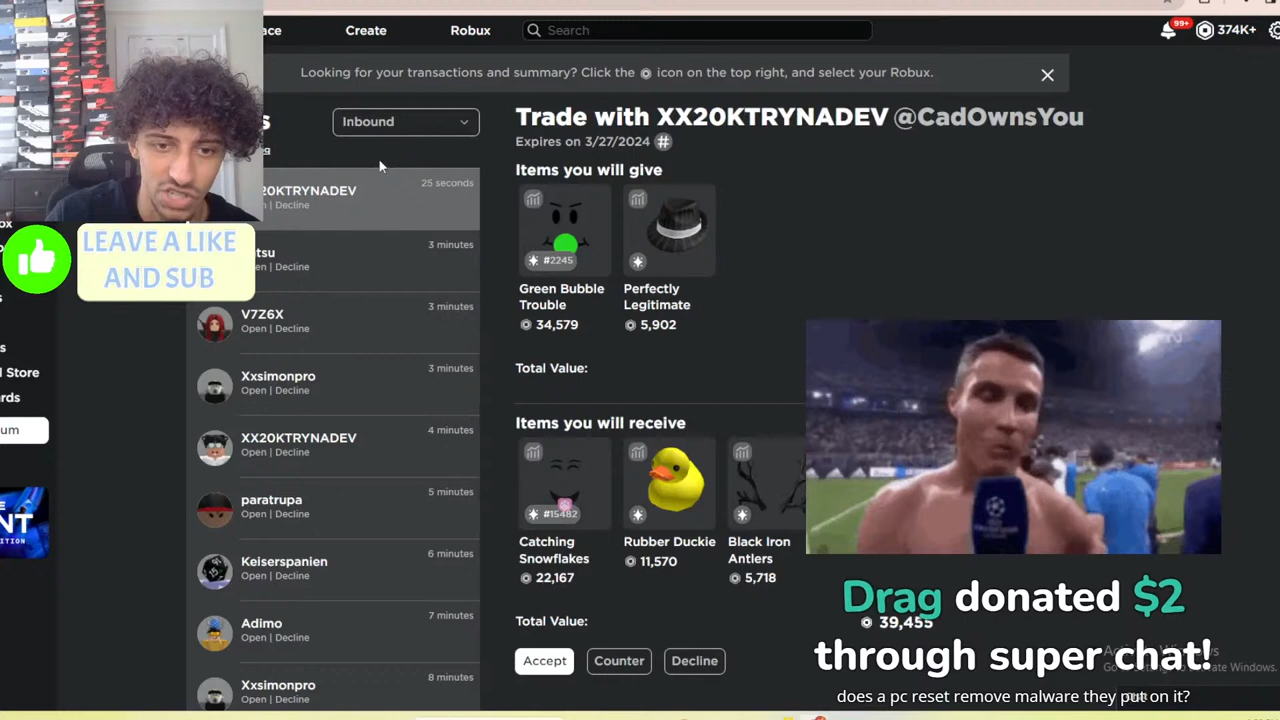 ace
Create
Robux
Search
99+
374K+
Looking for your transactions and summary? Click the icon on the top right, and select your Robux.
Inbound
Trade with XX20KTRYNADEV @CadOwnsYou
Expires on 3/27/2024 #
20KTRYNADEV
25 seconds
Decline
3 minutes
Open | Decline
V7Z6X
3 minutes
Open | Decline
Xxsimonpro
3 minutes
Open | Decline
XX20KTRYNADEV
4 minutes
Open | Decline
paratrupa
5 minutes
Open | Decline
Keiserspanien
6 minutes
Open | Decline
Adimo
7 minutes
Open | Decline
Xxsimonpro
8 minutes
Open | Decline
LEAVE A LIKE
AND SUB
Store
Items you will give
#2245
Green Bubble
Trouble
34,579
Perfectly
Legitimate
5,902
Total Value:
Items you will receive
#15482
Catching
Snowflakes
22,167
Rubber Duckie
11,570
Black Iron
Antlers
5,718
Total Value:
39,455
Accept
Counter
Decline
Drag donated $2
through super chat!
does a pc reset remove malware they put on it?